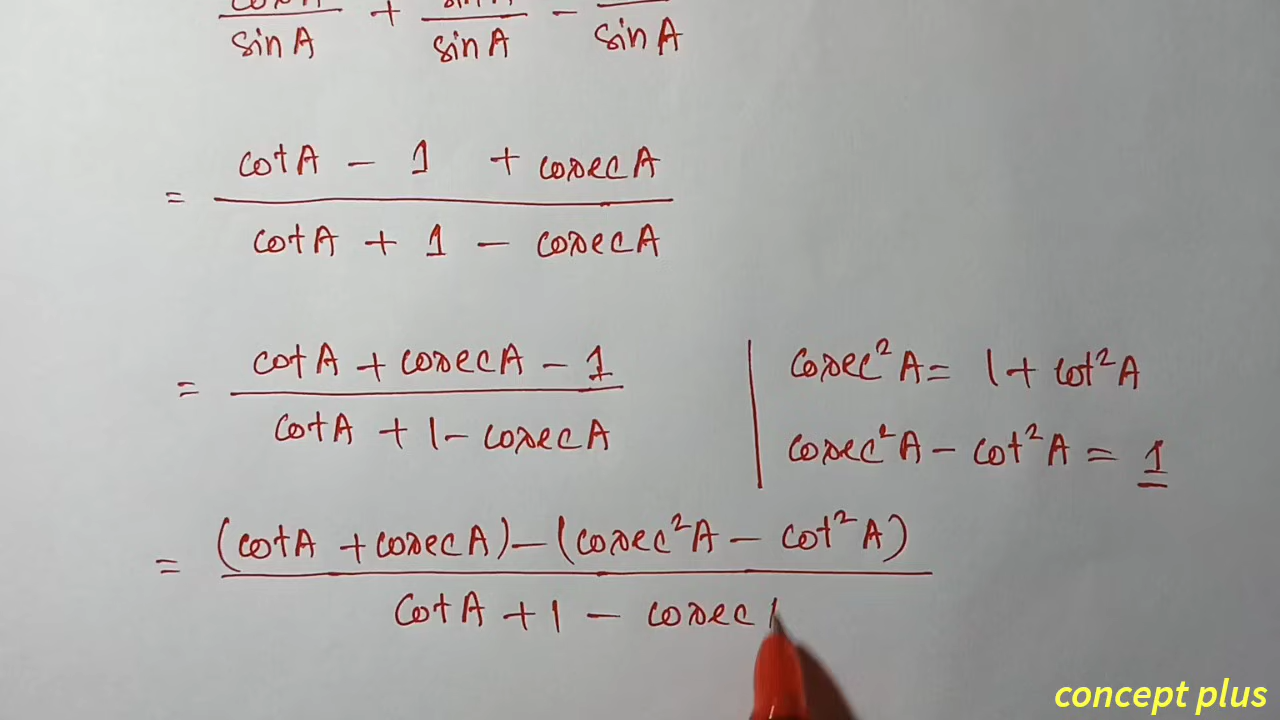 sin A + sin A - sin A
cot A - 1 + cosec A
= 
cot A + 1 - cosec A
cot A + cosec A - 1
= 
cot A + 1 - cosec A
cosec²A = 1 + cot²A
cosec²A - cot²A = 1
(cot A + cosec A) - (cosec²A - cot²A)
= 
cot A + 1 - cosec
concept plus